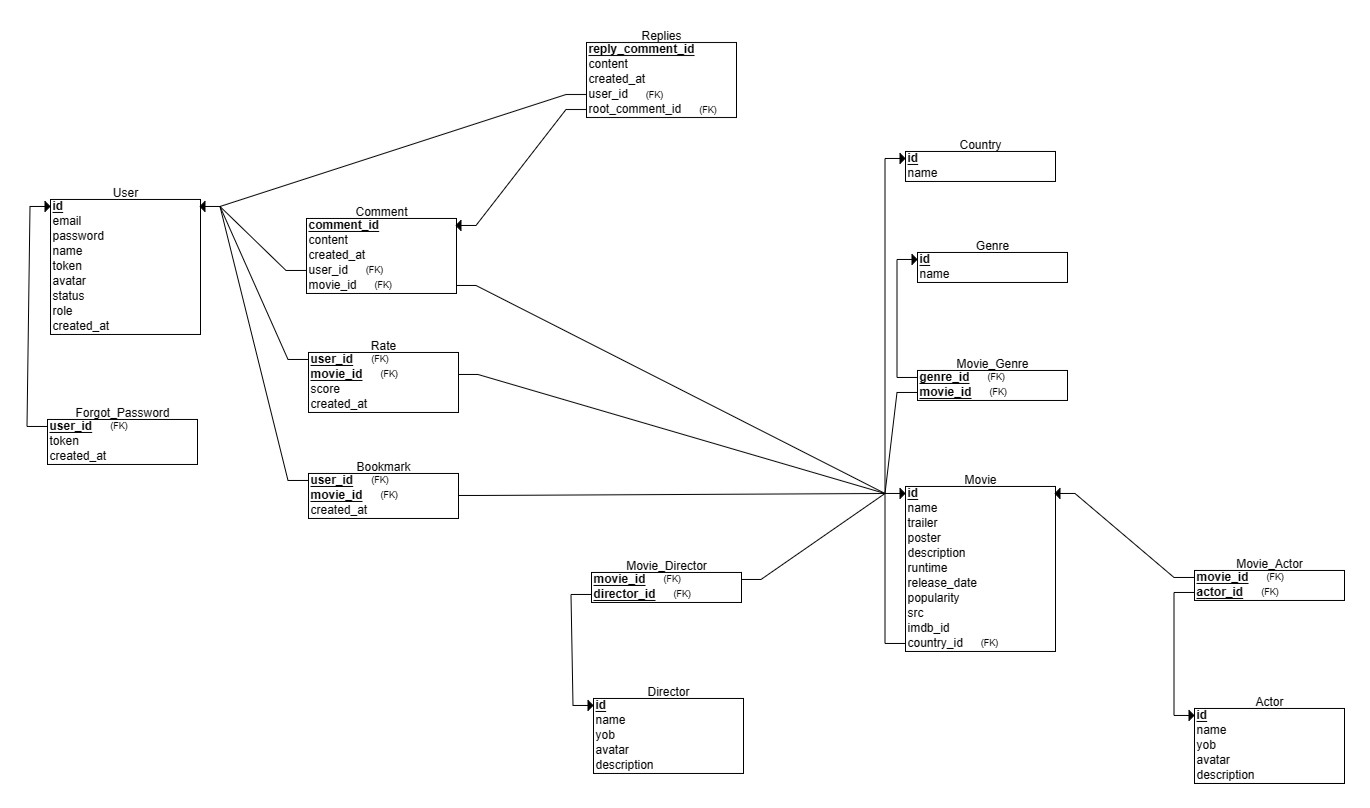 Replies
reply_comment_id
content
created_at
user_id (FK)
root_comment_id (FK)
Country
id
name
User
id
email
password
name
token
avatar
status
role
created_at
Comment
comment_id
content
created_at
user_id (FK)
movie_id (FK)
Genre
id
name
Rate
user_id (FK)
movie_id (FK)
score
created_at
Movie_Genre
genre_id (FK)
movie_id (FK)
Forgot_Password
user_id (FK)
token
created_at
Bookmark
user_id (FK)
movie_id (FK)
created_at
Movie
id
name
trailer
poster
description
runtime
release_date
popularity
src
imdb_id
country_id (FK)
Movie_Director
movie_id (FK)
director_id (FK)
Movie_Actor
movie_id (FK)
actor_id (FK)
Director
id
name
yob
avatar
description
Actor
id
name
yob
avatar
description